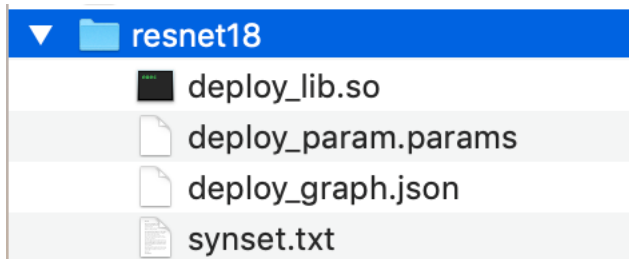 resnet18
deploy_lib.so
deploy_param.params
deploy_graph.json
synset.txt